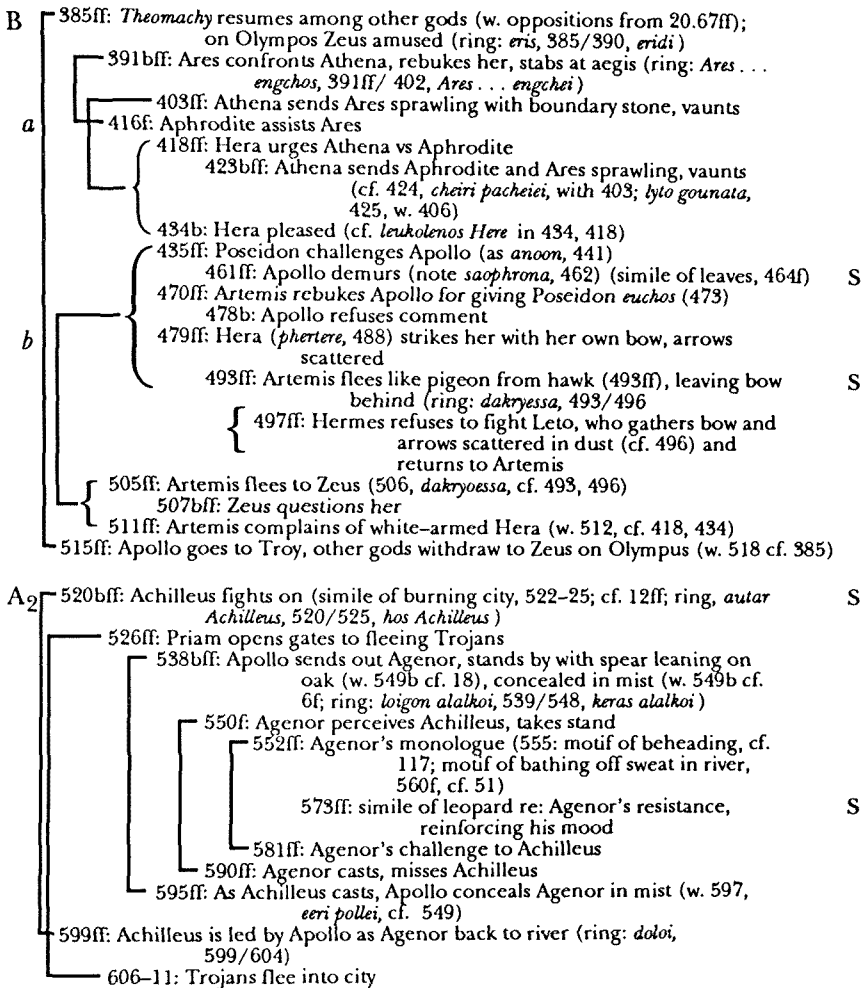 B 385ff: Theomachy resumes among other gods (w. oppositions from 20.67ff);
on Olympos Zeus amused (ring: eris, 385/390, eridi)
391bff: Ares confronts Athena, rebukes her, stabs at aegis (ring: Ares . . .
engchos, 391ff/ 402, Ares . . . engchei)
403ff: Athena sends Ares sprawling with boundary stone, vaunts
a 416f: Aphrodite assists Ares
418ff: Hera urges Athena vs Aphrodite
423bff: Athena sends Aphrodite and Ares sprawling, vaunts
(cf. 424, cheiri pacheiei, with 403; lyto gounata,
425, w. 406)
434b: Hera pleased (cf. leukolenos Here in 434, 418)
435ff: Poseidon challenges Apollo (as anoon, 441)
461ff: Apollo demurs (note saophrona, 462) (simile of leaves, 464f) S
470ff: Artemis rebukes Apollo for giving Poseidon euchos (473)
478b: Apollo refuses comment
b 479ff: Hera (phertere, 488) strikes her with her own bow, arrows
scattered
493ff: Artemis flees like pigeon from hawk (493ff), leaving bow S
behind (ring: dakryessa, 493/496
497ff: Hermes refuses to fight Leto, who gathers bow and
arrows scattered in dust (cf. 496) and
returns to Artemis
505ff: Artemis flees to Zeus (506, dakryoessa, cf. 493, 496)
507bff: Zeus questions her
511ff: Artemis complains of white-armed Hera (w. 512, cf. 418, 434)
515ff: Apollo goes to Troy, other gods withdraw to Zeus on Olympus (w. 518 cf. 385)
A2 520bff: Achilleus fights on (simile of burning city, 522-25; cf. 12ff; ring, autar S
Achilleus, 520/525, hos Achilleus)
526ff: Priam opens gates to fleeing Trojans
538bff: Apollo sends out Agenor, stands by with spear leaning on
oak (w. 549b cf. 18), concealed in mist (w. 549b cf.
6f; ring: loigon alalkoi, 539/548, keras alalkoi)
550f: Agenor perceives Achilleus, takes stand
552ff: Agenor's monologue (555: motif of beheading, cf.
117; motif of bathing off sweat in river,
560f, cf. 51)
573ff: simile of leopard re: Agenor's resistance, S
reinforcing his mood
581ff: Agenor's challenge to Achilleus
590ff: Agenor casts, misses Achilleus
595ff: As Achilleus casts, Apollo conceals Agenor in mist (w. 597,
eeri pollei, cf. 549)
599ff: Achilleus is led by Apollo as Agenor back to river (ring: doloi,
599/604)
606-11: Trojans flee into city